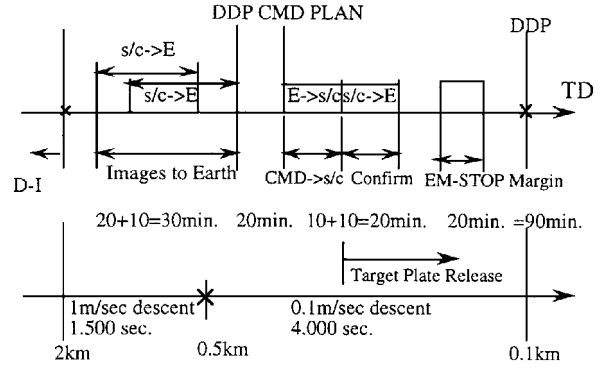 DDP CMD PLAN
DDP
s/c->E
s/c->E
E->s/c s/c->E
TD
D-I
Images to Earth
CMD->s/c Confirm
EM-STOP Margin
20+10=30min. 20min. 10+10=20min. 20min. =90min.
Target Plate Release
1m/sec descent
1.500 sec.
0.1m/sec descent
4.000 sec.
2km
0.5km
0.1km